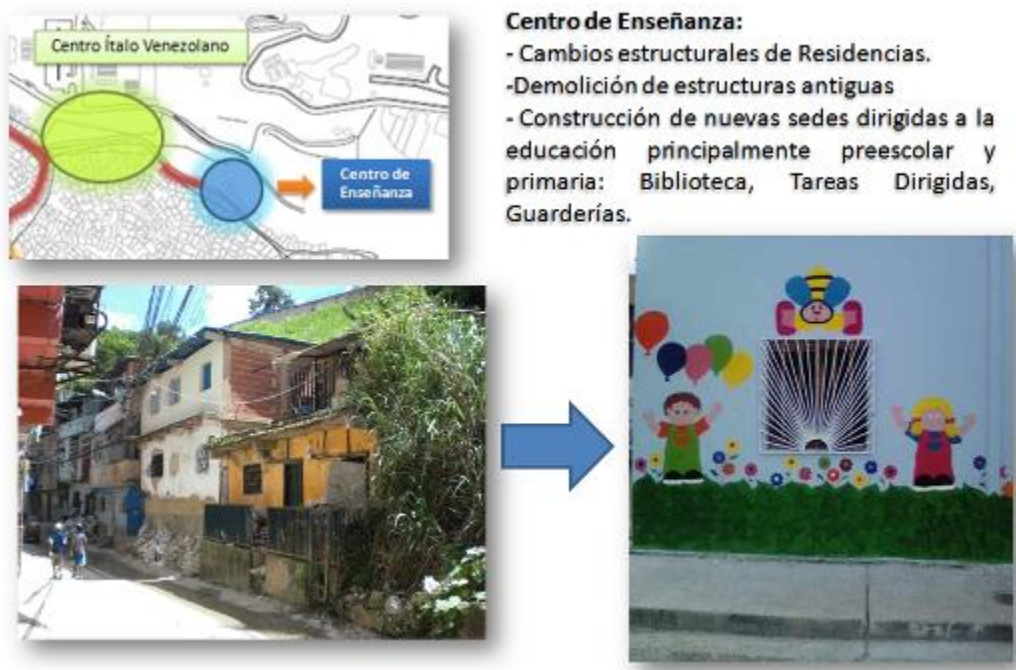 Centro Ítalo Venezolano
Centro de
Enseñanza
Centro de Enseñanza:
- Cambios estructurales de Residencias.
-Demolición de estructuras antiguas
- Construcción de nuevas sedes dirigidas a la
educación principalmente preescolar y
primaria: Biblioteca, Tareas Dirigidas,
Guarderías.